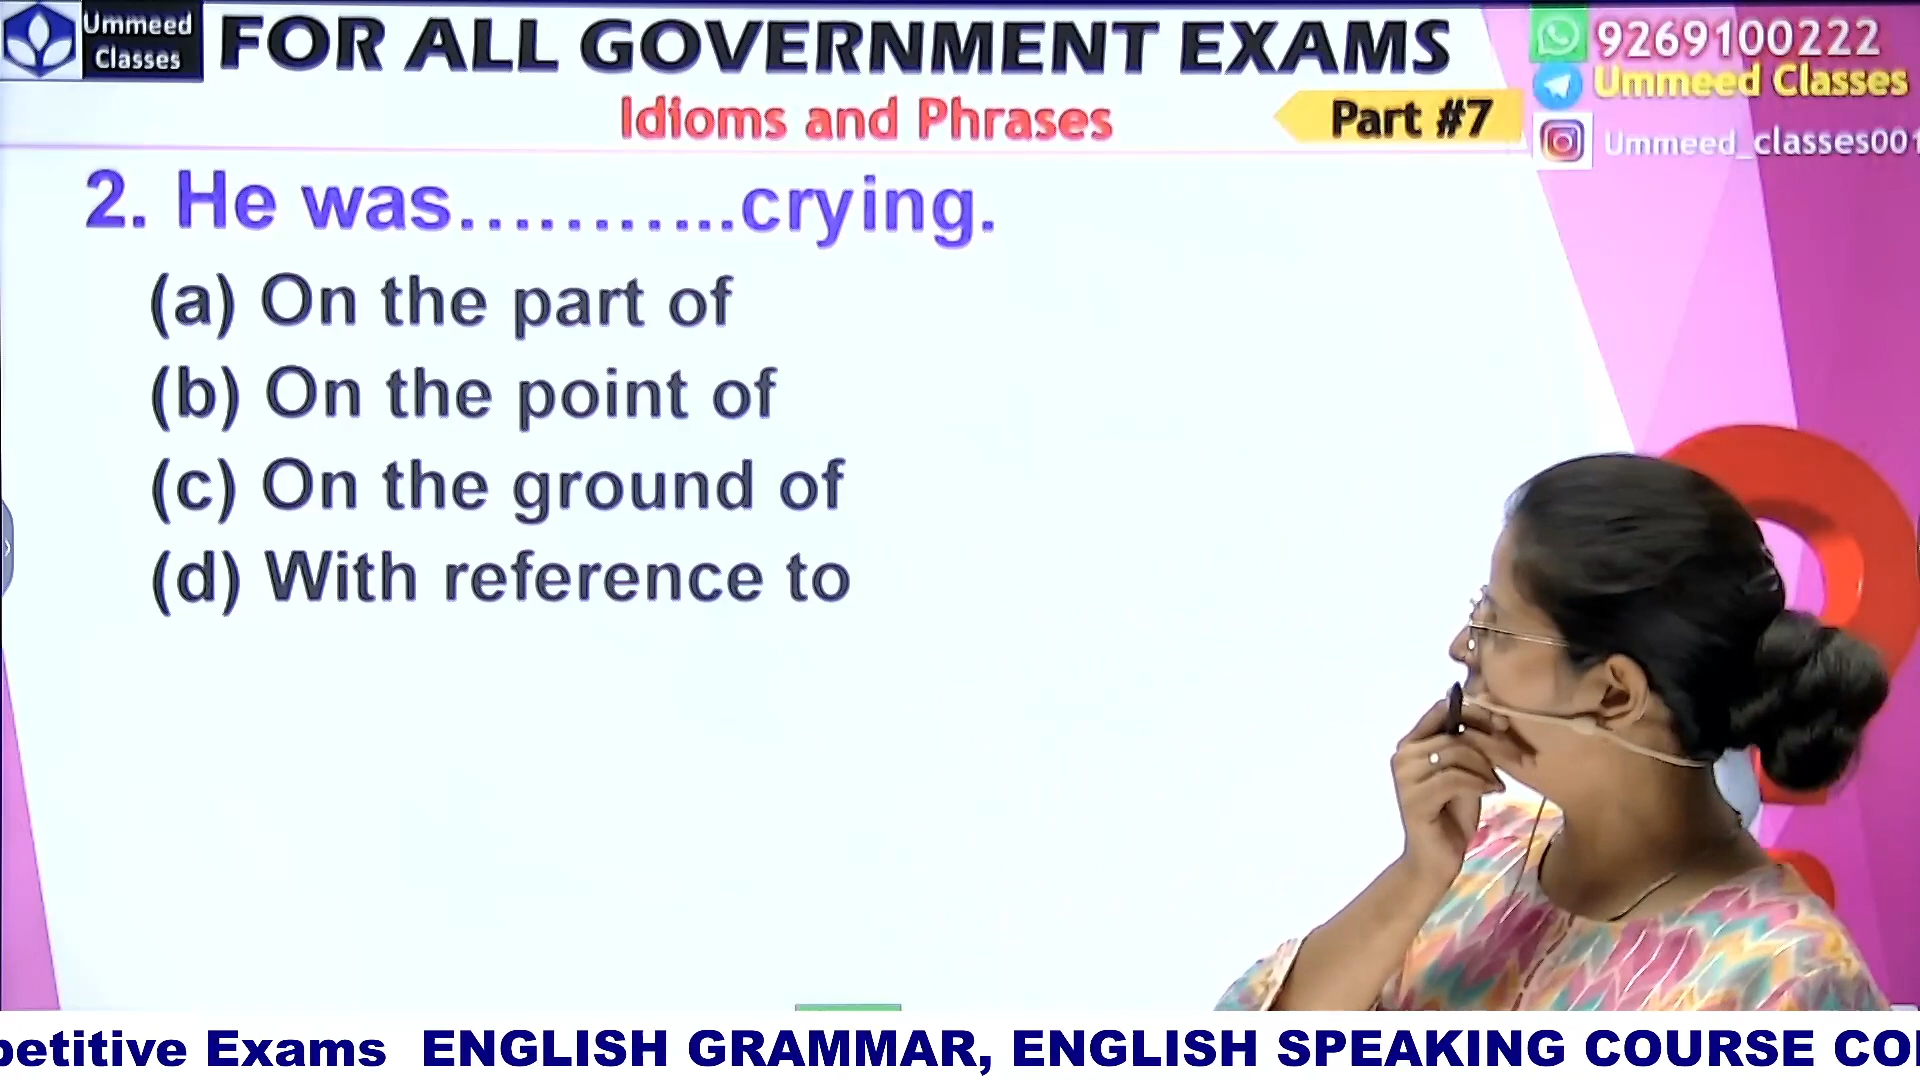 Ummeed
Classes
FOR ALL GOVERNMENT EXAMS
9269100222
Ummeed Classes
Idioms and Phrases
Part #7
Ummeed_classes001
2. He was...........crying.
(a) On the part of
(b) On the point of
(c) On the ground of
(d) With reference to
petitive Exams ENGLISH GRAMMAR, ENGLISH SPEAKING COURSE CO